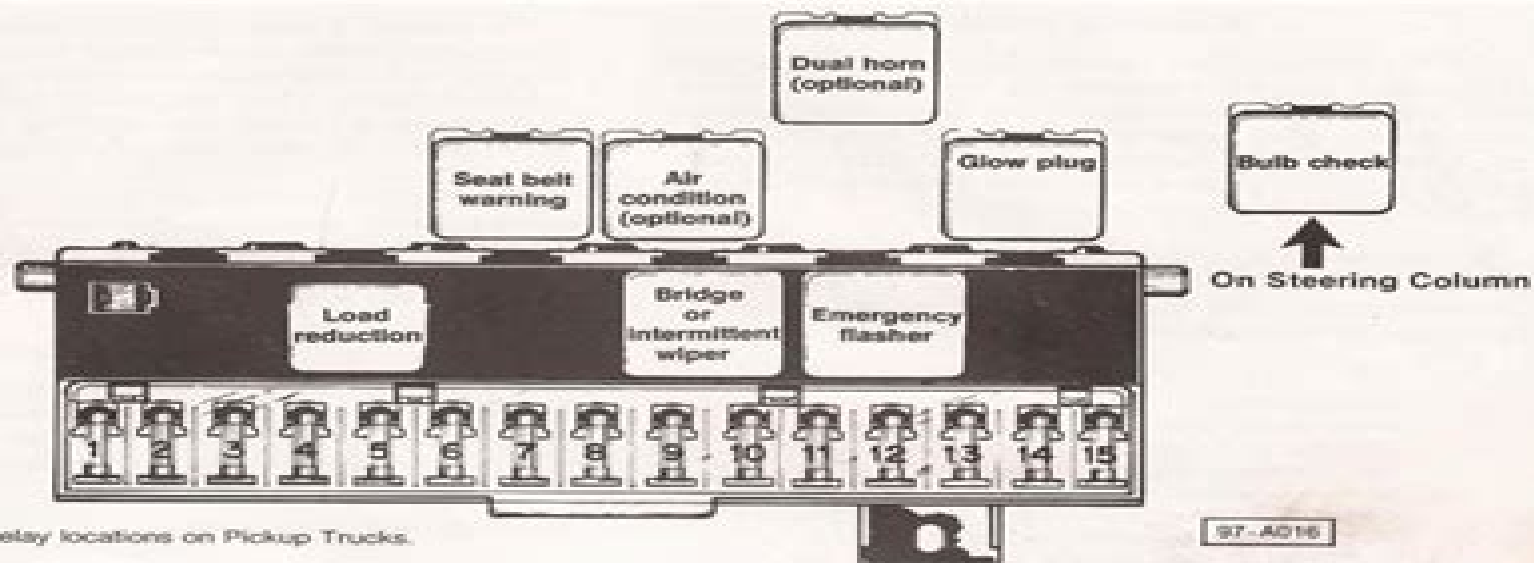 Dual horn
(optional)
Seat belt
warning
Air
condition
(optional)
Glow plug
Bulb check
On Steering Column
Load
reduction
Bridge
or
intermittent
wiper
Emergency
flasher
1 2 3 4 5 6 7 8 9 10 11 12 13 14 15
elay locations on Pickup Trucks.
97-A016